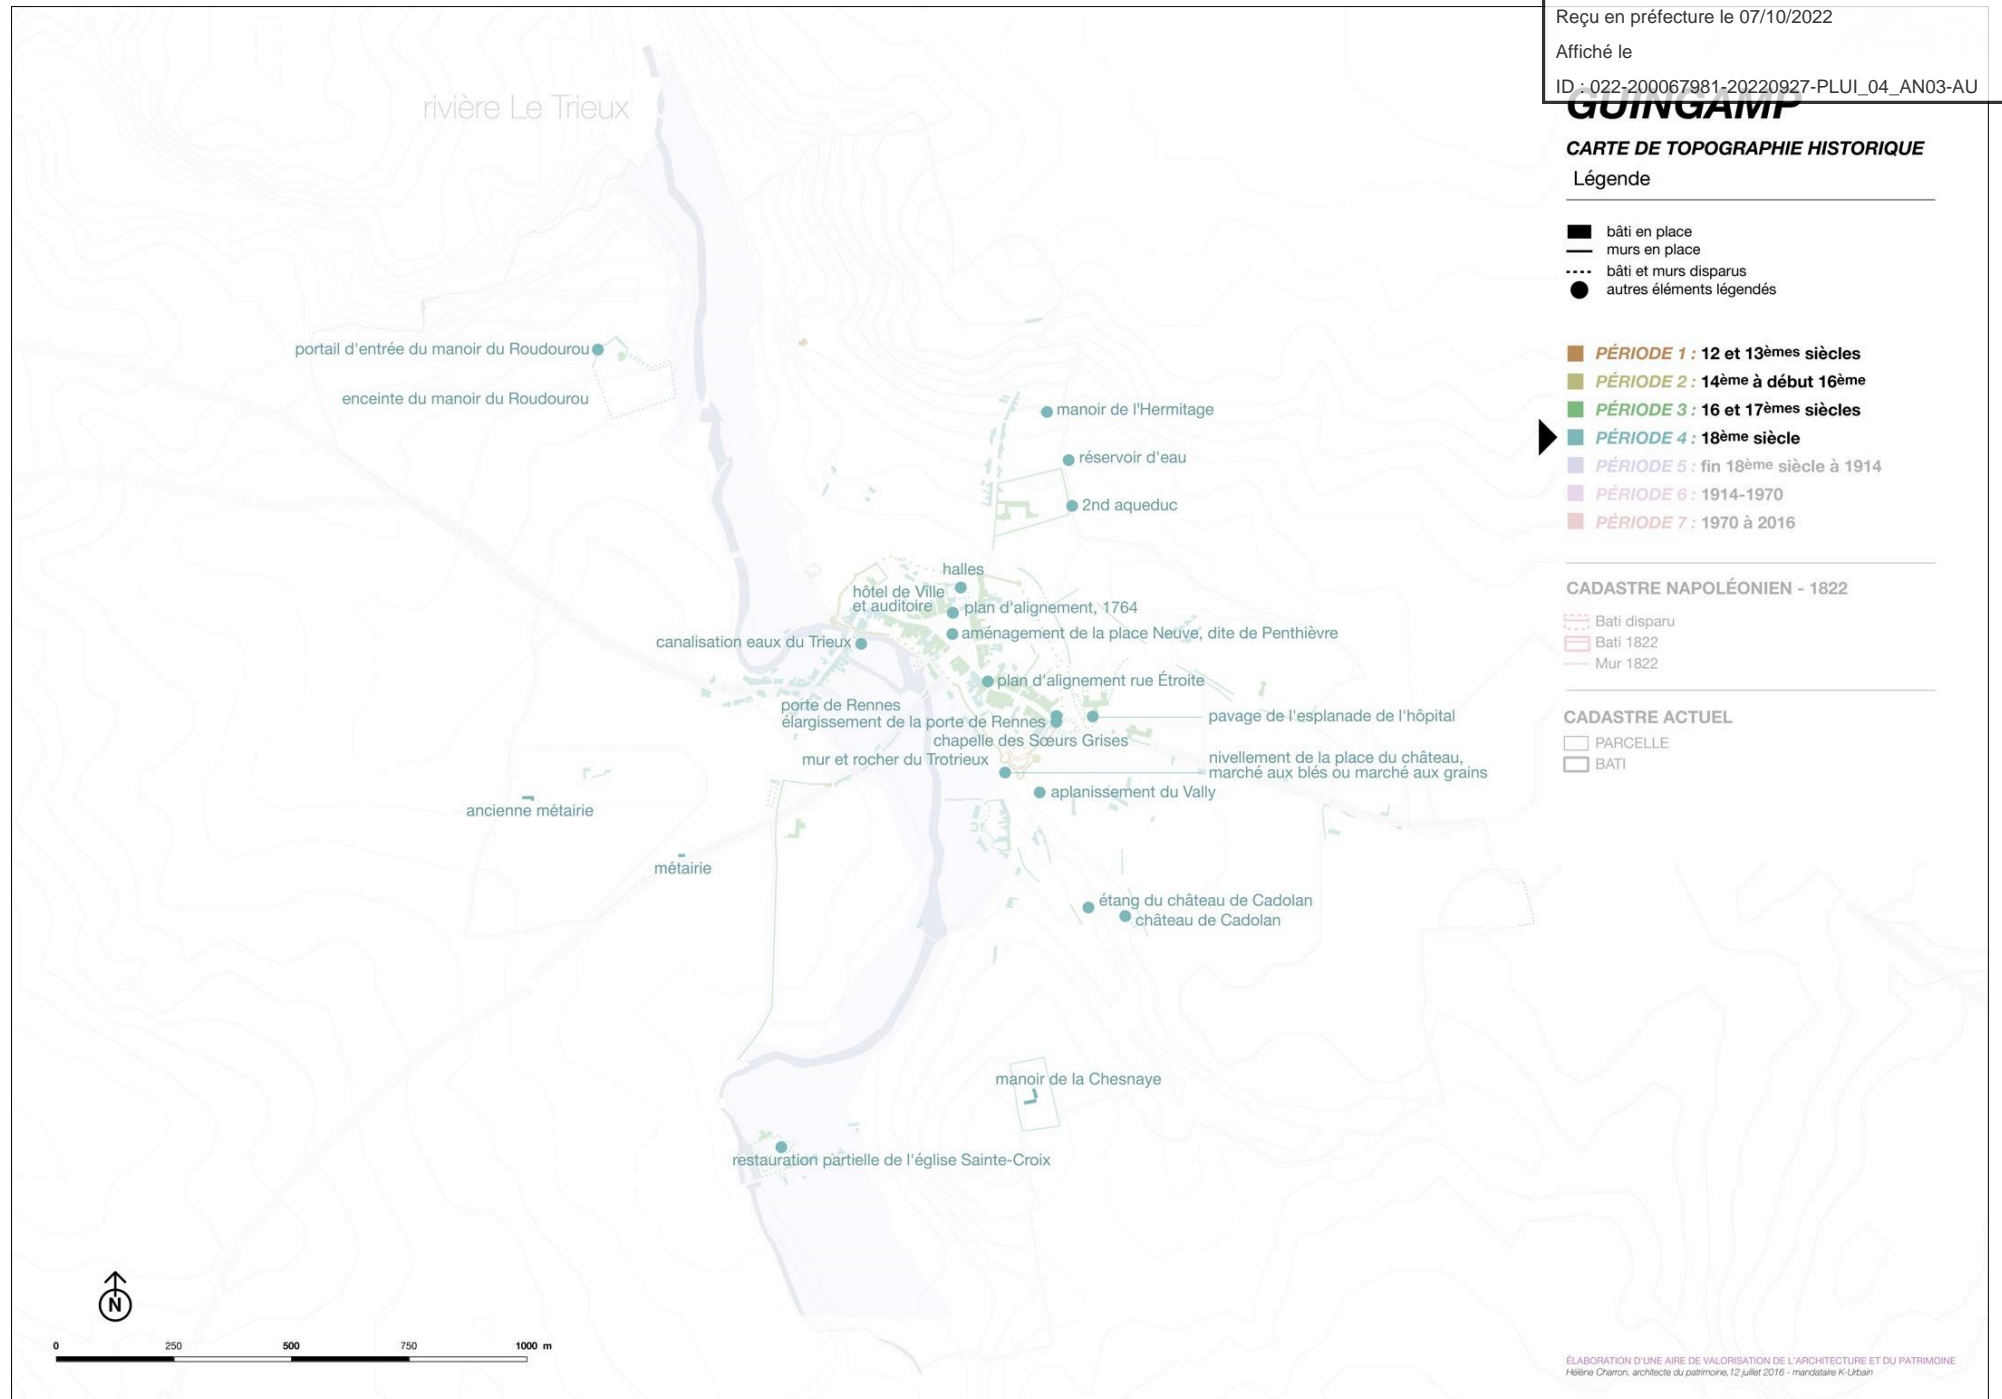 Reçu en préfecture le 07/10/2022
Affiché le
ID : 022-200067981-20220927-PLUI_04_AN03-AU
GUINGAMP
CARTE DE TOPOGRAPHIE HISTORIQUE
Légende
bâti en place
murs en place
bâti et murs disparus
autres éléments légendés
PÉRIODE 1 : 12 et 13èmes siècles
PÉRIODE 2 : 14ème à début 16ème
PÉRIODE 3 : 16 et 17èmes siècles
PÉRIODE 4 : 18ème siècle
PÉRIODE 5 : fin 18ème siècle à 1914
PÉRIODE 6 : 1914-1970
PÉRIODE 7 : 1970 à 2016
CADASTRE NAPOLÉONIEN - 1822
Bati disparu
Bati 1822
Mur 1822
CADASTRE ACTUEL
PARCELLE
BATI
rivière Le Trieux
portail d'entrée du manoir du Roudourou
enceinte du manoir du Roudourou
manoir de l'Hermitage
réservoir d'eau
2nd aqueduc
halles
hôtel de Ville
et auditoire
plan d'alignement, 1764
aménagement de la place Neuve, dite de Penthièvre
canalisation eaux du Trieux
plan d'alignement rue Étroite
porte de Rennes
élargissement de la porte de Rennes
pavage de l'esplanade de l'hôpital
chapelle des Sœurs Grises
mur et rocher du Trotrieux
nivellement de la place du château,
marché aux blés ou marché aux grains
aplanissement du Vally
ancienne métairie
métairie
étang du château de Cadolan
château de Cadolan
manoir de la Chesnaye
restauration partielle de l'église Sainte-Croix
N
0 250 500 750 1000 m
ÉLABORATION D'UNE AIRE DE VALORISATION DE L'ARCHITECTURE ET DU PATRIMOINE
Hélène Charron, architecte du patrimoine, 12 juillet 2016 - mandataire K-Urbain